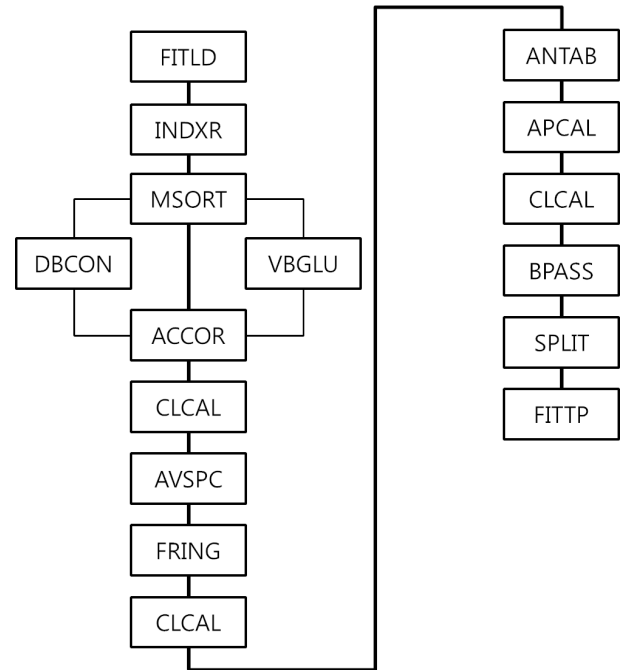 FITLD
INDXR
MSORT
DBCON
VBGLU
ACCOR
CLCAL
AVSPC
FRING
CLCAL
ANTAB
APCAL
CLCAL
BPASS
SPLIT
FITTP